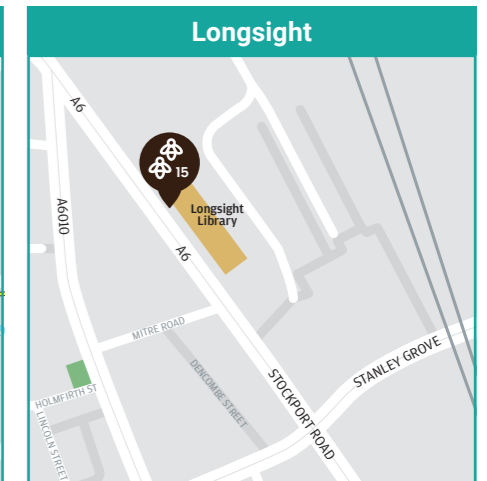 Longsight
A6
15
A6010
Longsight
Library
A6
MITRE ROAD
DENCOMBE STREET
STANLEY GROVE
STOCKPORT ROAD
HOLMFIRTH ST
LINCOLN STREET